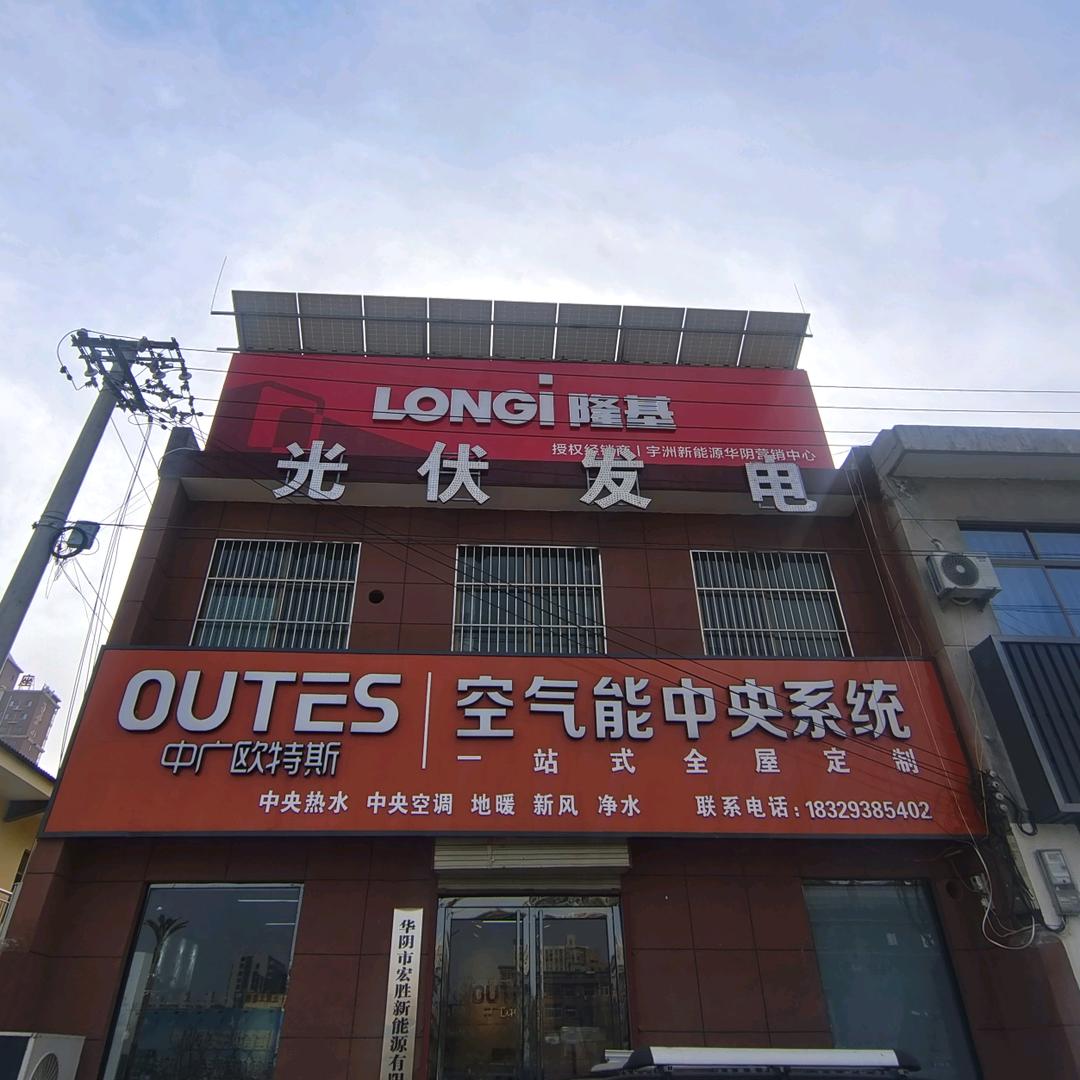 LONGi 隆基
授权经销商 | 宇洲新能源华阴营销中心
光伏发电
OUTES
中广欧特斯
空气能中央系统
一站式全屋定制
中央热水 中央空调 地暖 新风 净水 联系电话:18329385402
华阴市宏胜新能源有限
OUTES
座